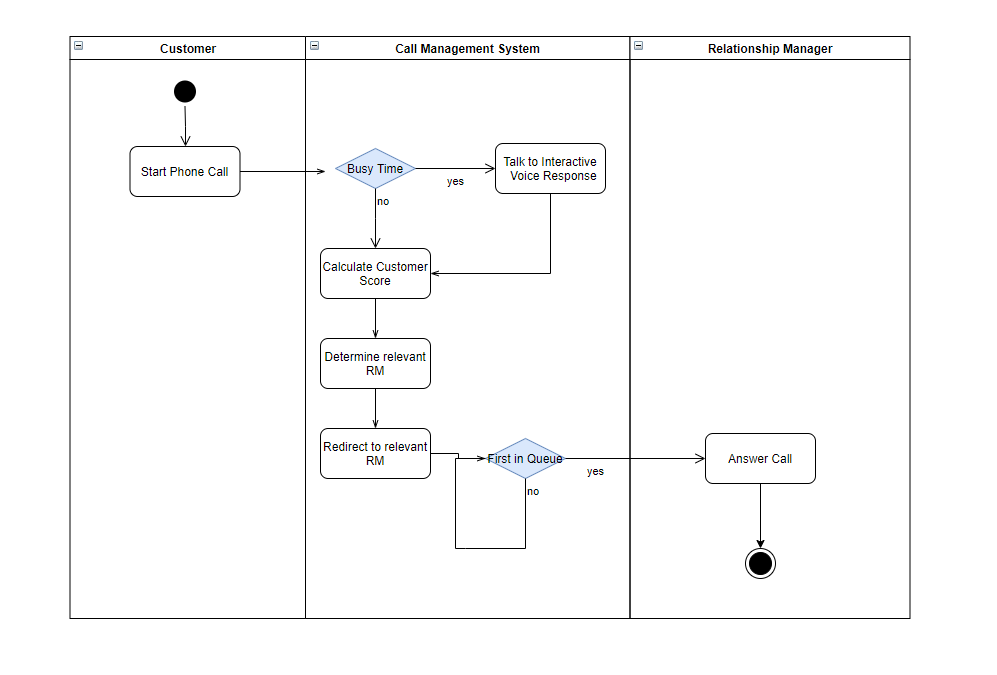 Customer
Call Management System
Relationship Manager
Start Phone Call
Busy Time
yes
Talk to Interactive
Voice Response
no
Calculate Customer
Score
Determine relevant
RM
Redirect to relevant
RM
First in Queue
yes
no
Answer Call